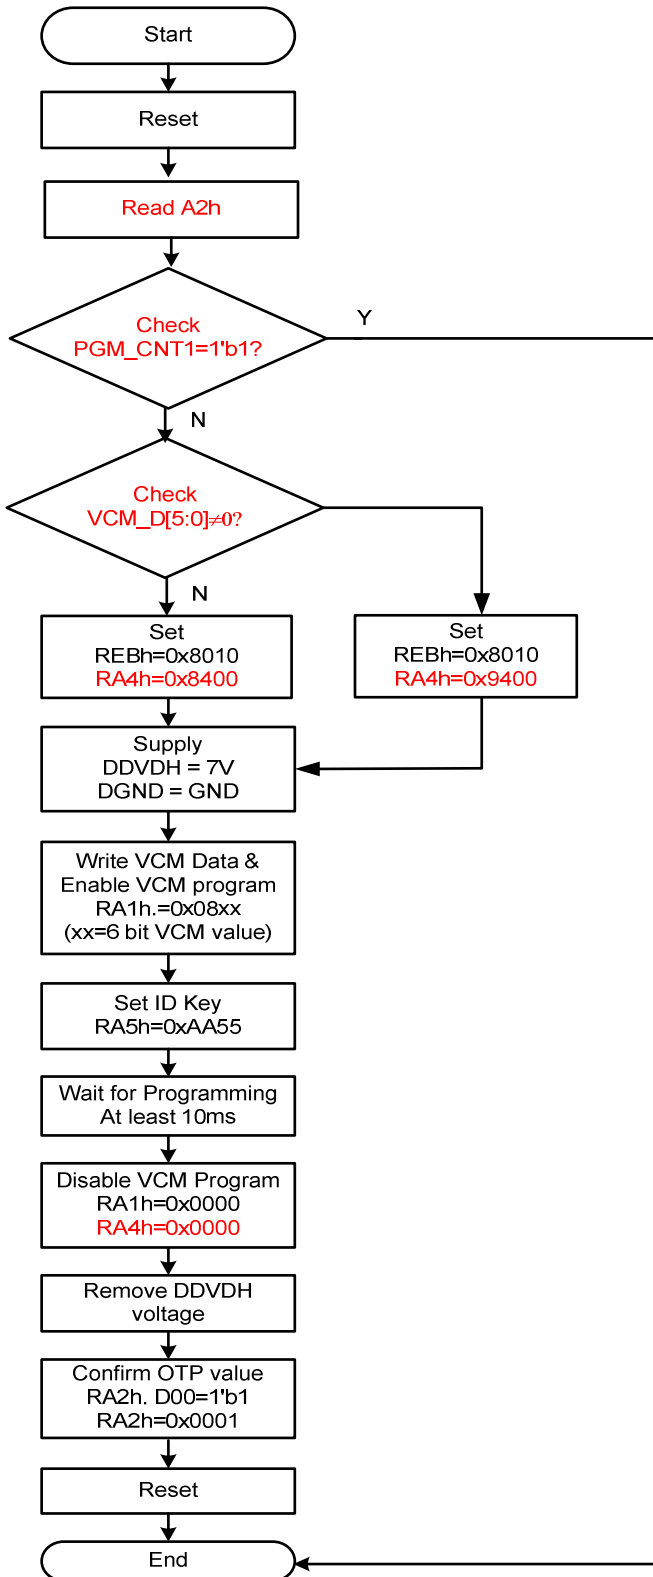 Start
Reset
Read A2h
Check
PGM_CNT1=1'b1?
Y
N
Check
VCM_D[5:0]≠0?
N
Set
REBh=0x8010
RA4h=0x8400
Set
REBh=0x8010
RA4h=0x9400
Supply
DDVDH = 7V
DGND = GND
Write VCM Data &
Enable VCM program
RA1h.=0x08xx
(xx=6 bit VCM value)
Set ID Key
RA5h=0xAA55
Wait for Programming
At least 10ms
Disable VCM Program
RA1h=0x0000
RA4h=0x0000
Remove DDVDH
voltage
Confirm OTP value
RA2h. D00=1'b1
RA2h=0x0001
Reset
End